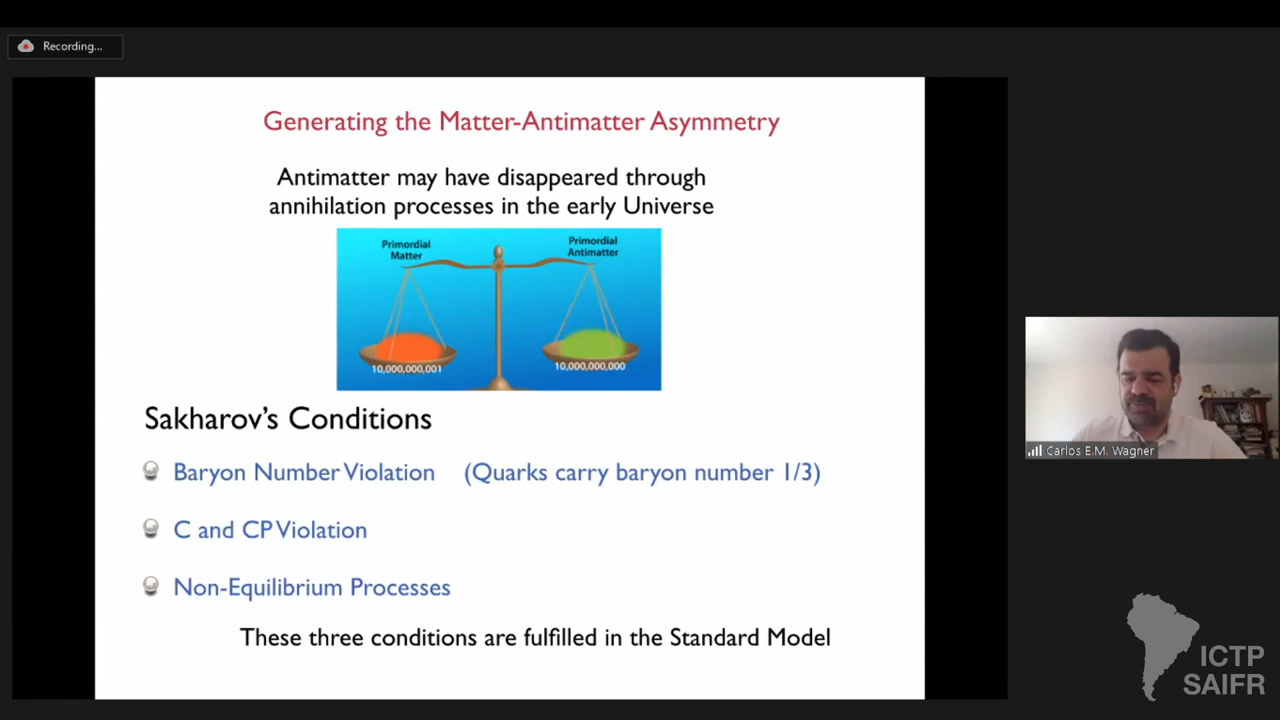 Recording...
Generating the Matter-Antimatter Asymmetry
Antimatter may have disappeared through
annihilation processes in the early Universe
Primordial
Matter
Primordial
Antimatter
10,000,000,001
10,000,000,000
Sakharov's Conditions
Baryon Number Violation (Quarks carry baryon number 1/3)
C and CP Violation
Non-Equilibrium Processes
These three conditions are fulfilled in the Standard Model
Carlos E.M. Wagner
ICTP
SAIFR